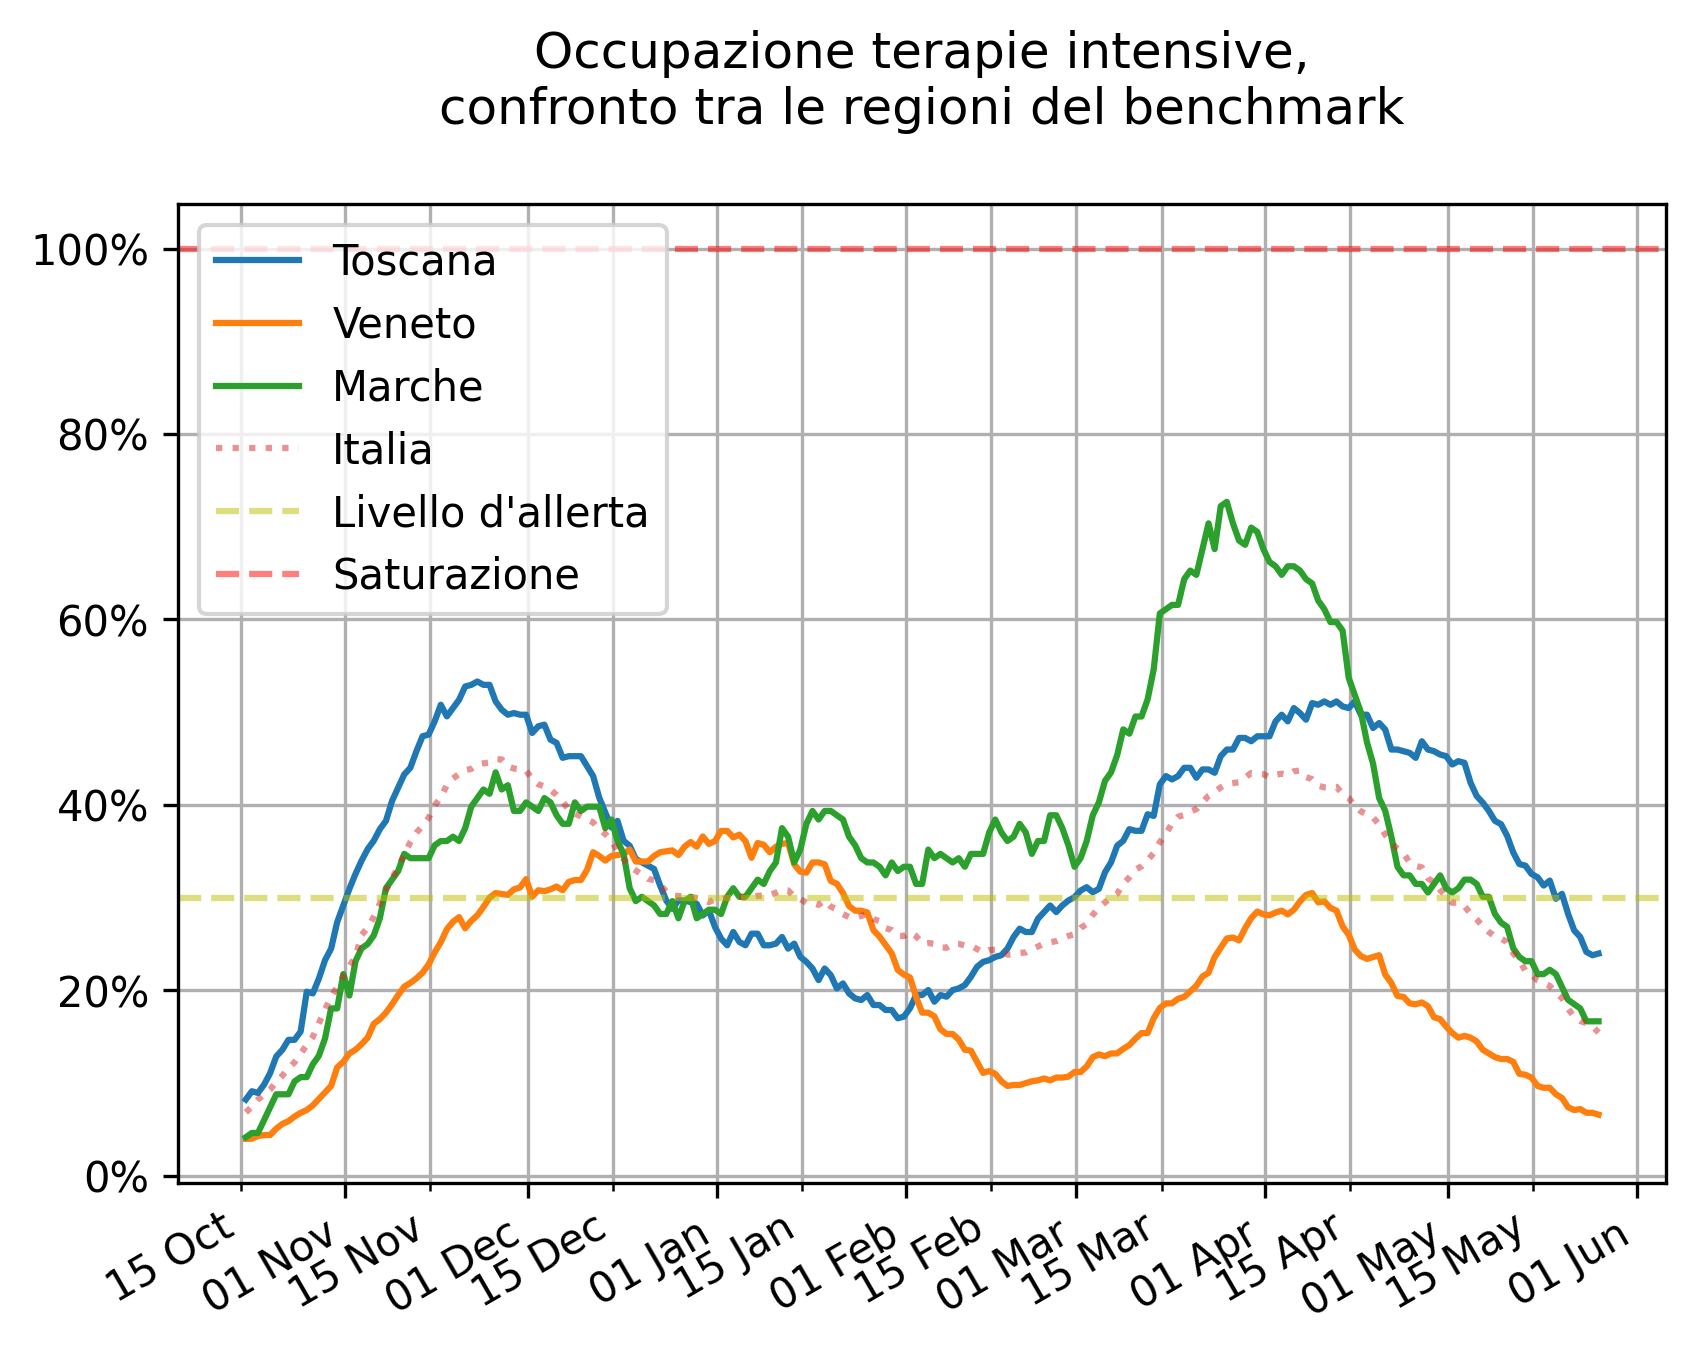 Occupazione terapie intensive,
confronto tra le regioni del benchmark
100%
80%
60%
40%
20%
0%
Toscana
Veneto
Marche
Italia
Livello d'allerta
Saturazione
15 Oct
01 Nov
15 Nov
01 Dec
15 Dec
01 Jan
15 Jan
01 Feb
15 Feb
01 Mar
15 Mar
01 Apr
15 Apr
01 May
15 May
01 Jun